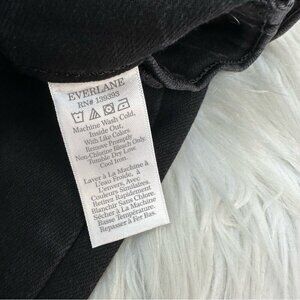 EVERLANE
RN# 139393
Machine Wash Cold,
Inside Out,
With Like Colors
Remove Promptly
Non-Chlorine Bleach Only
Tumble Dry Low
Cool Iron.
Laver à La Machine à
L'eau Froide, à
L'envers, Avec
Couleurs Similaires.
Retirez Rapidement
Blanchir Sans Chlore.
Sécher à La Machine
Basse Température.
Repasser à Fer Bas.